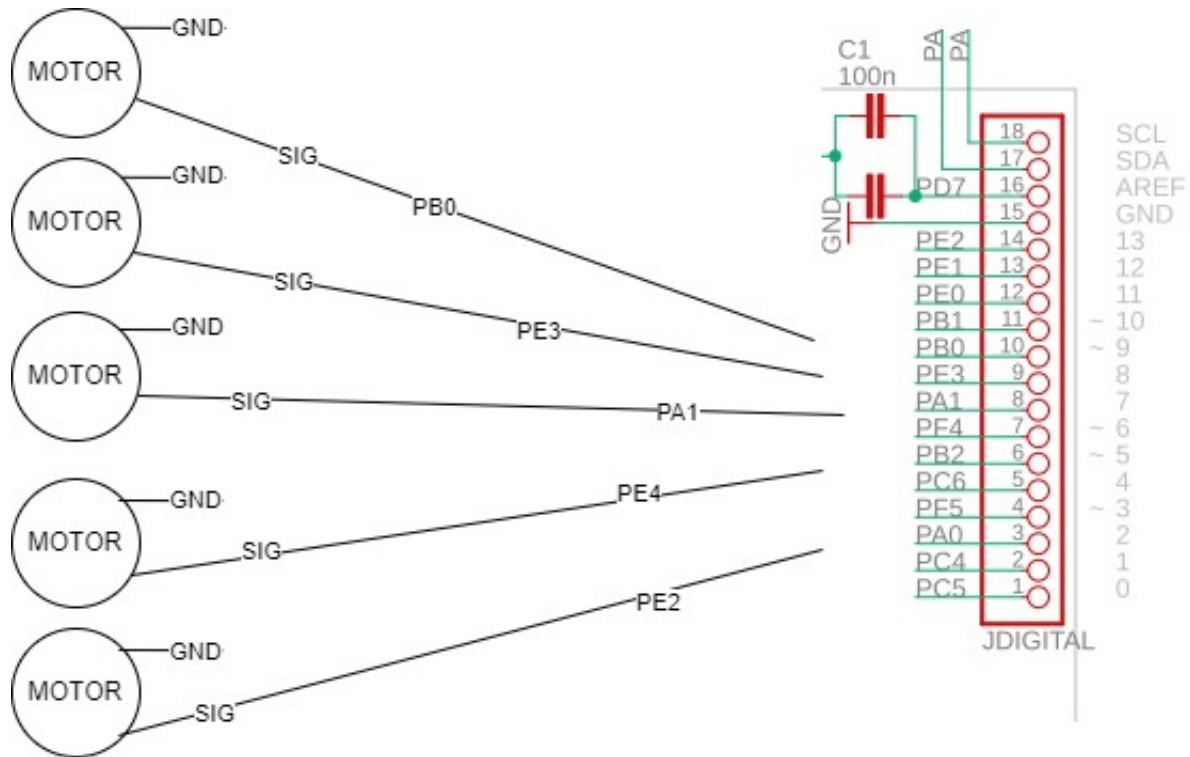 GND
MOTOR
SIG
PB0
GND
MOTOR
SIG
PE3
GND
MOTOR
SIG
PA1
GND
MOTOR
SIG
PE4
GND
MOTOR
SIG
PE2
C1
100n
PA
PA
GND
18 SCL
17 SDA
PD7 16 AREF
15 GND
PE2 14 13
PE1 13 12
PE0 12 11
PB1 11 ~ 10
PB0 10 ~ 9
PE3 9 8
PA1 8 7
PF4 7 ~ 6
PB2 6 ~ 5
PC6 5 4
PF5 4 ~ 3
PA0 3 2
PC4 2 1
PC5 1 0
JDIGITAL